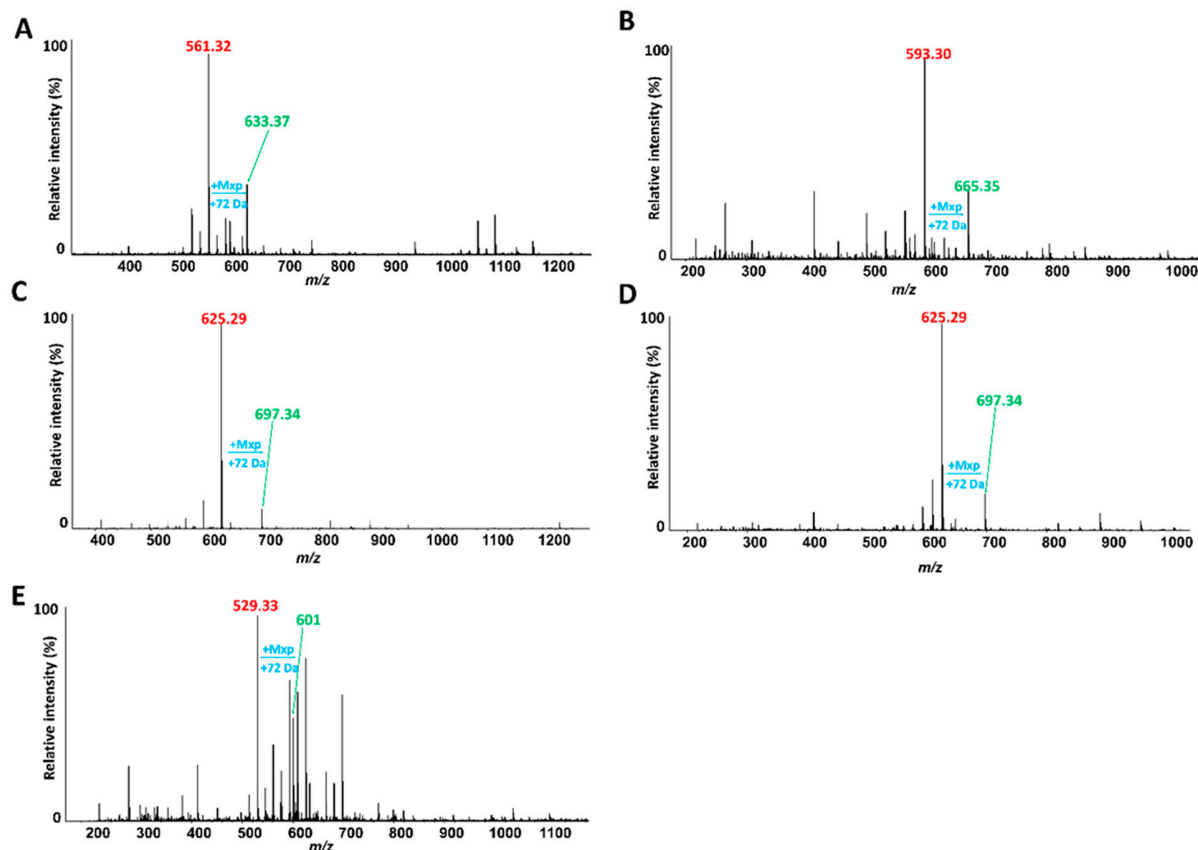 A
100
561.32
633.37
+Mxp
+72 Da
Relative intensity (%)
0
400 500 600 700 800 900 1000 1100 1200
m/z
B
100
593.30
665.35
+Mxp
+72 Da
Relative intensity (%)
0
200 300 400 500 600 700 800 900 1000
m/z
C
100
625.29
697.34
+Mxp
+72 Da
Relative intensity (%)
0
400 500 600 700 800 900 1000 1100 1200
m/z
D
100
625.29
697.34
+Mxp
+72 Da
Relative intensity (%)
0
200 300 400 500 600 700 800 900 1000
m/z
E
100
529.33
601
+Mxp
+72 Da
Relative intensity (%)
0
200 300 400 500 600 700 800 900 1000 1100
m/z